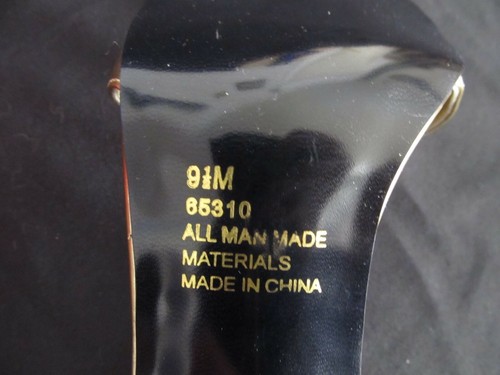 9½M
65310
ALL MAN MADE
MATERIALS
MADE IN CHINA